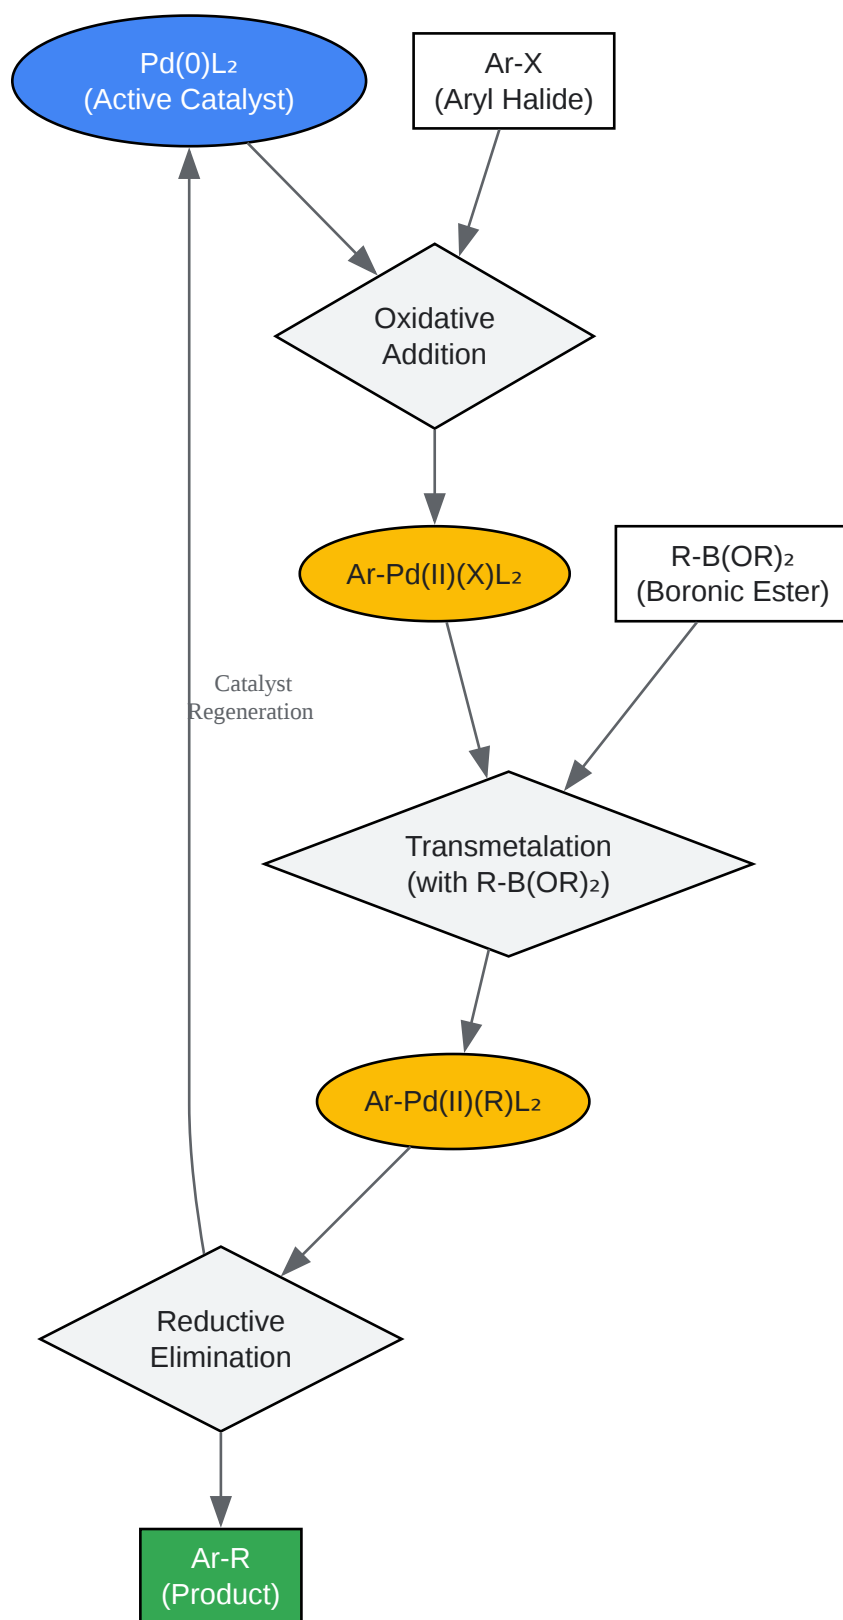 Pd(0)L₂
(Active Catalyst)
Ar-X
(Aryl Halide)
Oxidative
Addition
Ar-Pd(II)(X)L₂
R-B(OR)₂
(Boronic Ester)
Catalyst
Regeneration
Transmetalation
(with R-B(OR)₂)
Ar-Pd(II)(R)L₂
Reductive
Elimination
Ar-R
(Product)